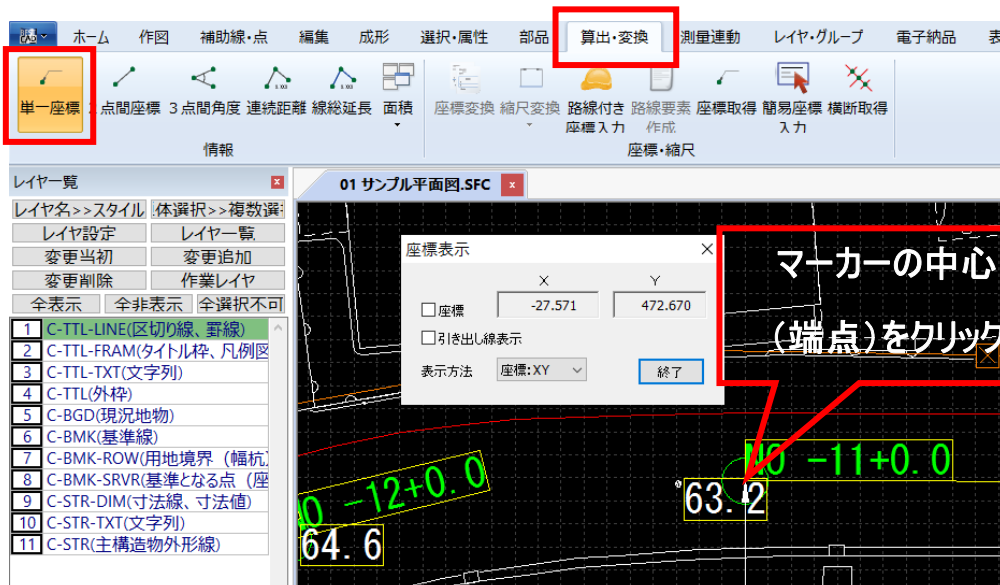 CAD
ホーム 作図 補助線・点 編集 成形 選択・属性 部品 算出・変換 測量連動 レイヤ・グループ 電子納品
単一座標 点間座標 3点間角度 連続距離 線総延長 面積 座標変換 縮尺変換 路線付き座標入力 路線要素作成 座標取得 簡易座標入力 横断取得
情報 座標・縮尺
レイヤ一覧 x
01 サンプル平面図.SFC x
レイヤ名>>スタイル 体選択>>複数選
レイヤ設定 レイヤ一覧
変更当初 変更追加
変更削除 作業レイヤ
全表示 全非表示 全選択不可
1 C-TTL-LINE(区切り線、罫線)
2 C-TTL-FRAM(タイトル枠、凡例図
3 C-TTL-TXT(文字列)
4 C-TTL(外枠)
5 C-BGD(現況地物)
6 C-BMK(基準線)
7 C-BMK-ROW(用地境界（幅杭）
8 C-BMK-SRVR(基準となる点（座
9 C-STR-DIM(寸法線、寸法値)
10 C-STR-TXT(文字列)
11 C-STR(主構造物外形線)
座標表示 ×
X Y
座標 -27.571 472.670
引き出し線表示
表示方法 座標:XY 終了
マーカーの中心
（端点）をクリック
NO -11+0.0
63.2
NO -12+0.0
64.6